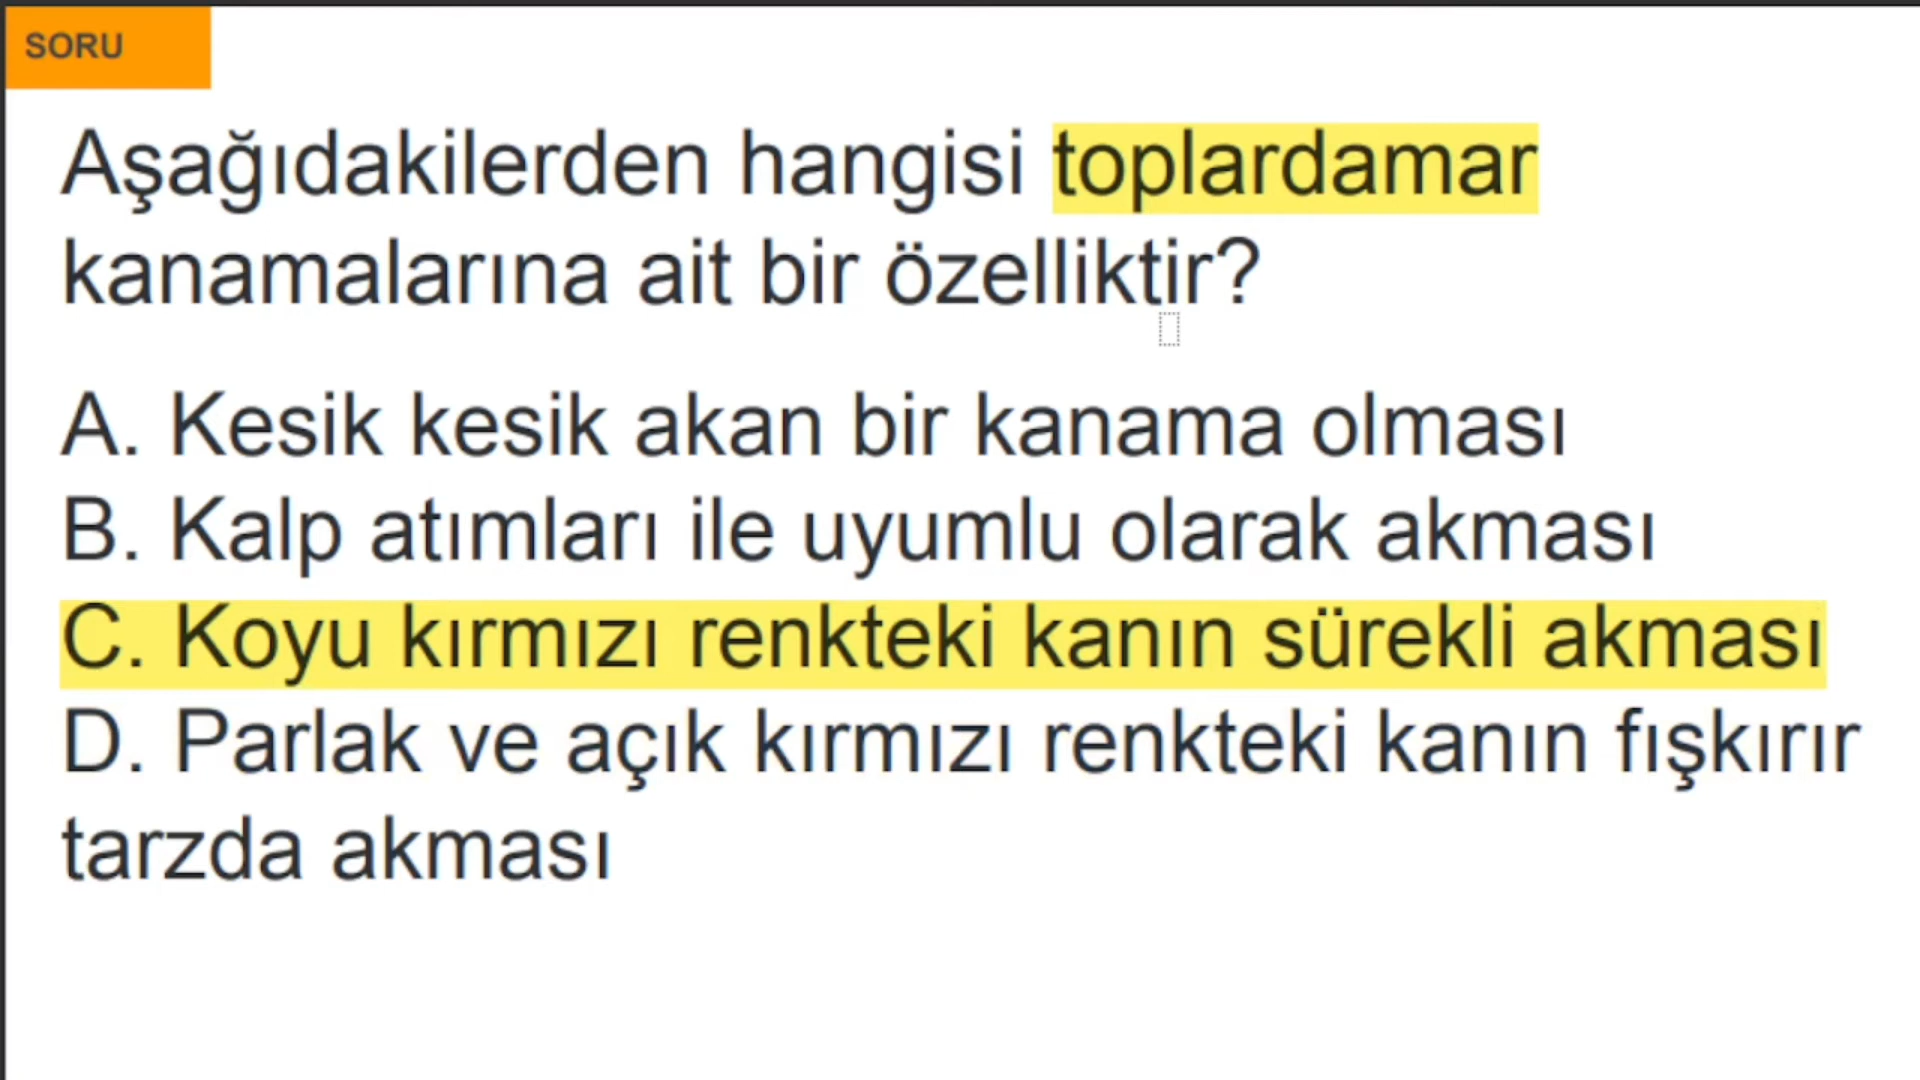 SORU
Aşağıdakilerden hangisi toplardamar
kanamalarına ait bir özelliktir?
A. Kesik kesik akan bir kanama olması
B. Kalp atımları ile uyumlu olarak akması
C. Koyu kırmızı renkteki kanın sürekli akması
D. Parlak ve açık kırmızı renkteki kanın fışkırır
tarzda akması